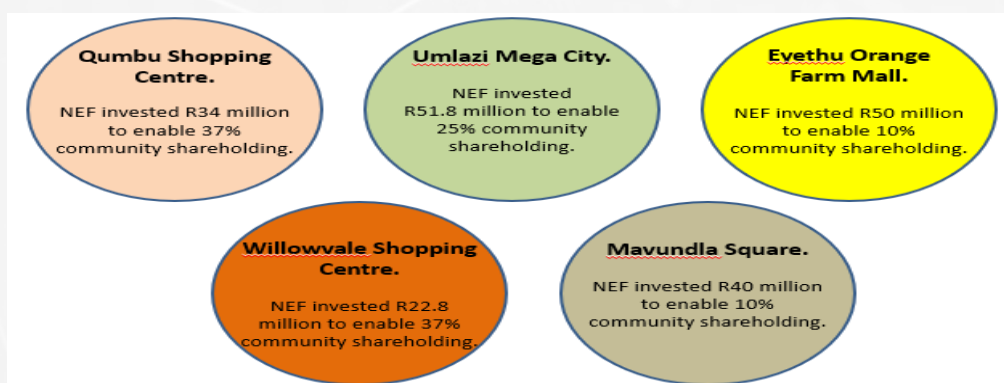 Qumbu Shopping
Centre.
NEF invested R34 million
to enable 37%
community shareholding.
Umlazi Mega City.
NEF invested
R51.8 million to enable
25% community
shareholding.
Eyethu Orange
Farm Mall.
NEF invested R50 million
to enable 10%
community shareholding.
Willowvale Shopping
Centre.
NEF invested R22.8
million to enable 37%
community shareholding.
Mavundla Square.
NEF invested R40 million
to enable 10%
community shareholding.